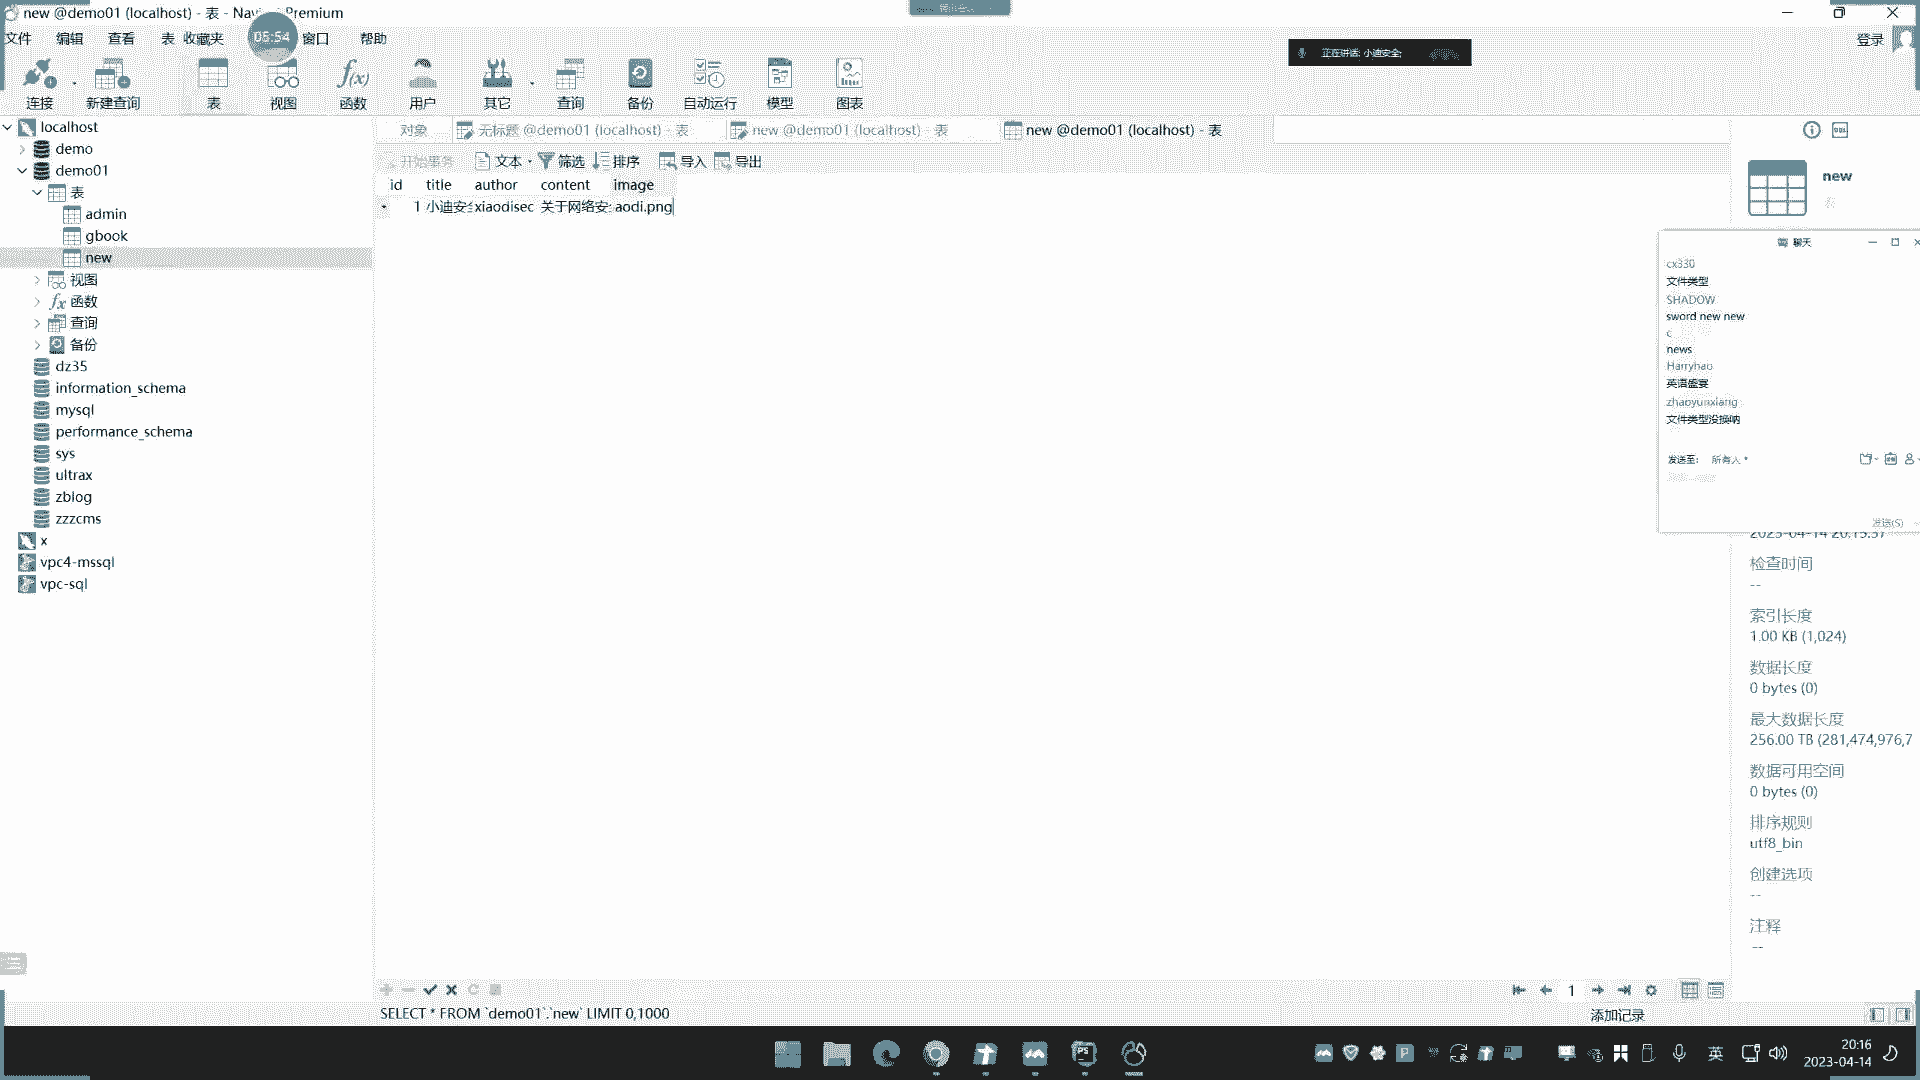 new @demo01 (localhost) - 表 - Na Premium
文件 编辑 查看 表 收藏夹 窗口 帮助
08:54
登录
正在讲话: 小迪安全;
连接 新建查询 表 视图 函数 用户 其它 查询 备份 自动运行 模型 图表
localhost
demo
demo01
表
admin
gbook
new
视图
函数
查询
备份
dz35
information_schema
mysql
performance_schema
sys
ultrax
zblog
zzzcms
x
vpc4-mssql
vpc-sql
对象 无标题 @demo01 (localhost) - 表 new @demo01 (localhost) - 表 new @demo01 (localhost) - 表
开始事务 文本 筛选 排序 导入 导出
id title author content image
1 小迪安 xiaodisec 关于网络安 aodi.png
new
表
聊天
cx330
文件类型
SHADOW
sword new new
c
news
Harryhao
英语盛宴
zhaoyunxiang
文件类型没换呐
发送至: 所有人
发送(S)
检查时间
--
索引长度
1.00 KB (1,024)
数据长度
0 bytes (0)
最大数据长度
256.00 TB (281,474,976,7
数据可用空间
0 bytes (0)
排序规则
utf8_bin
创建选项
--
注释
--
1
SELECT * FROM `demo01`.`new` LIMIT 0,1000
添加记录
英
20:16
2023-04-14